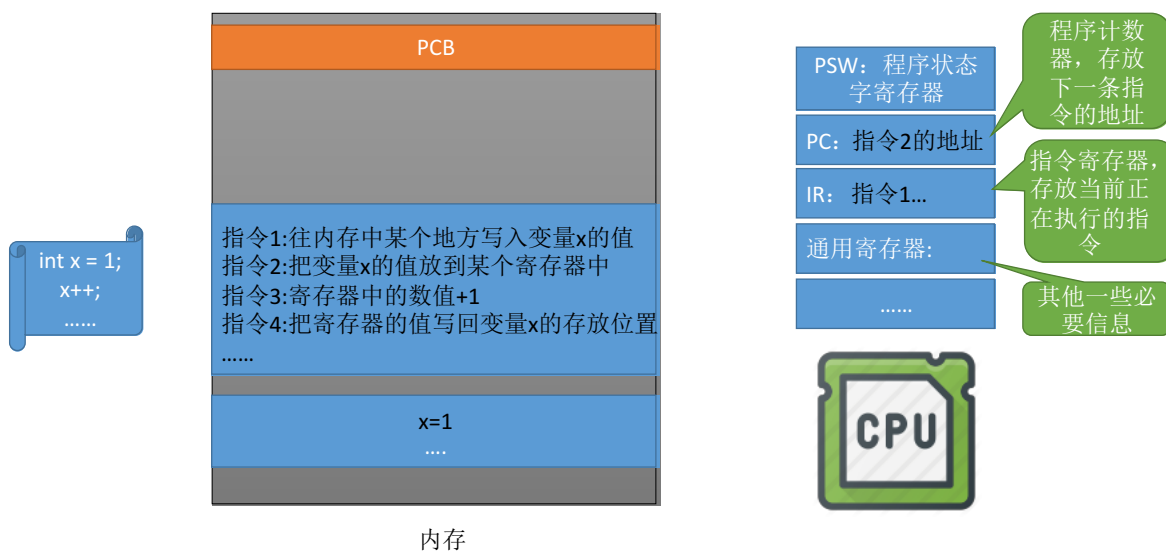 PCB
int x = 1;
x++;
……
指令1:往内存中某个地方写入变量x的值
指令2:把变量x的值放到某个寄存器中
指令3:寄存器中的数值+1
指令4:把寄存器的值写回变量x的存放位置
……
x=1
….
内存
PSW：程序状态
字寄存器
PC：指令2的地址
IR：指令1…
通用寄存器:
……
程序计数
器，存放
下一条指
令的地址
指令寄存器，
存放当前正
在执行的指
令
其他一些必
要信息
CPU